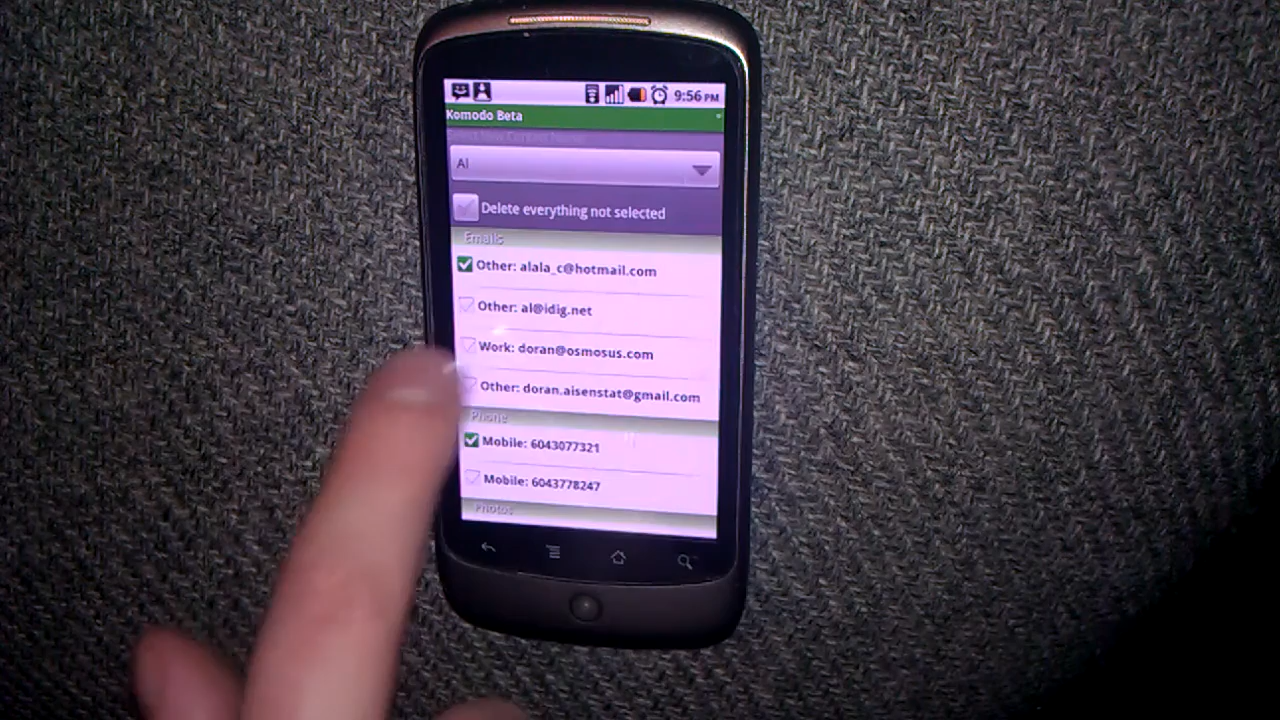 9:56 PM
Komodo Beta
Al
Delete everything not selected
Emails
Other: alala_c@hotmail.com
Other: al@idig.net
Work: doran@osmosus.com
Other: doran.aisenstat@gmail.com
Phone
Mobile: 6043077321
Mobile: 6043778247
Photos